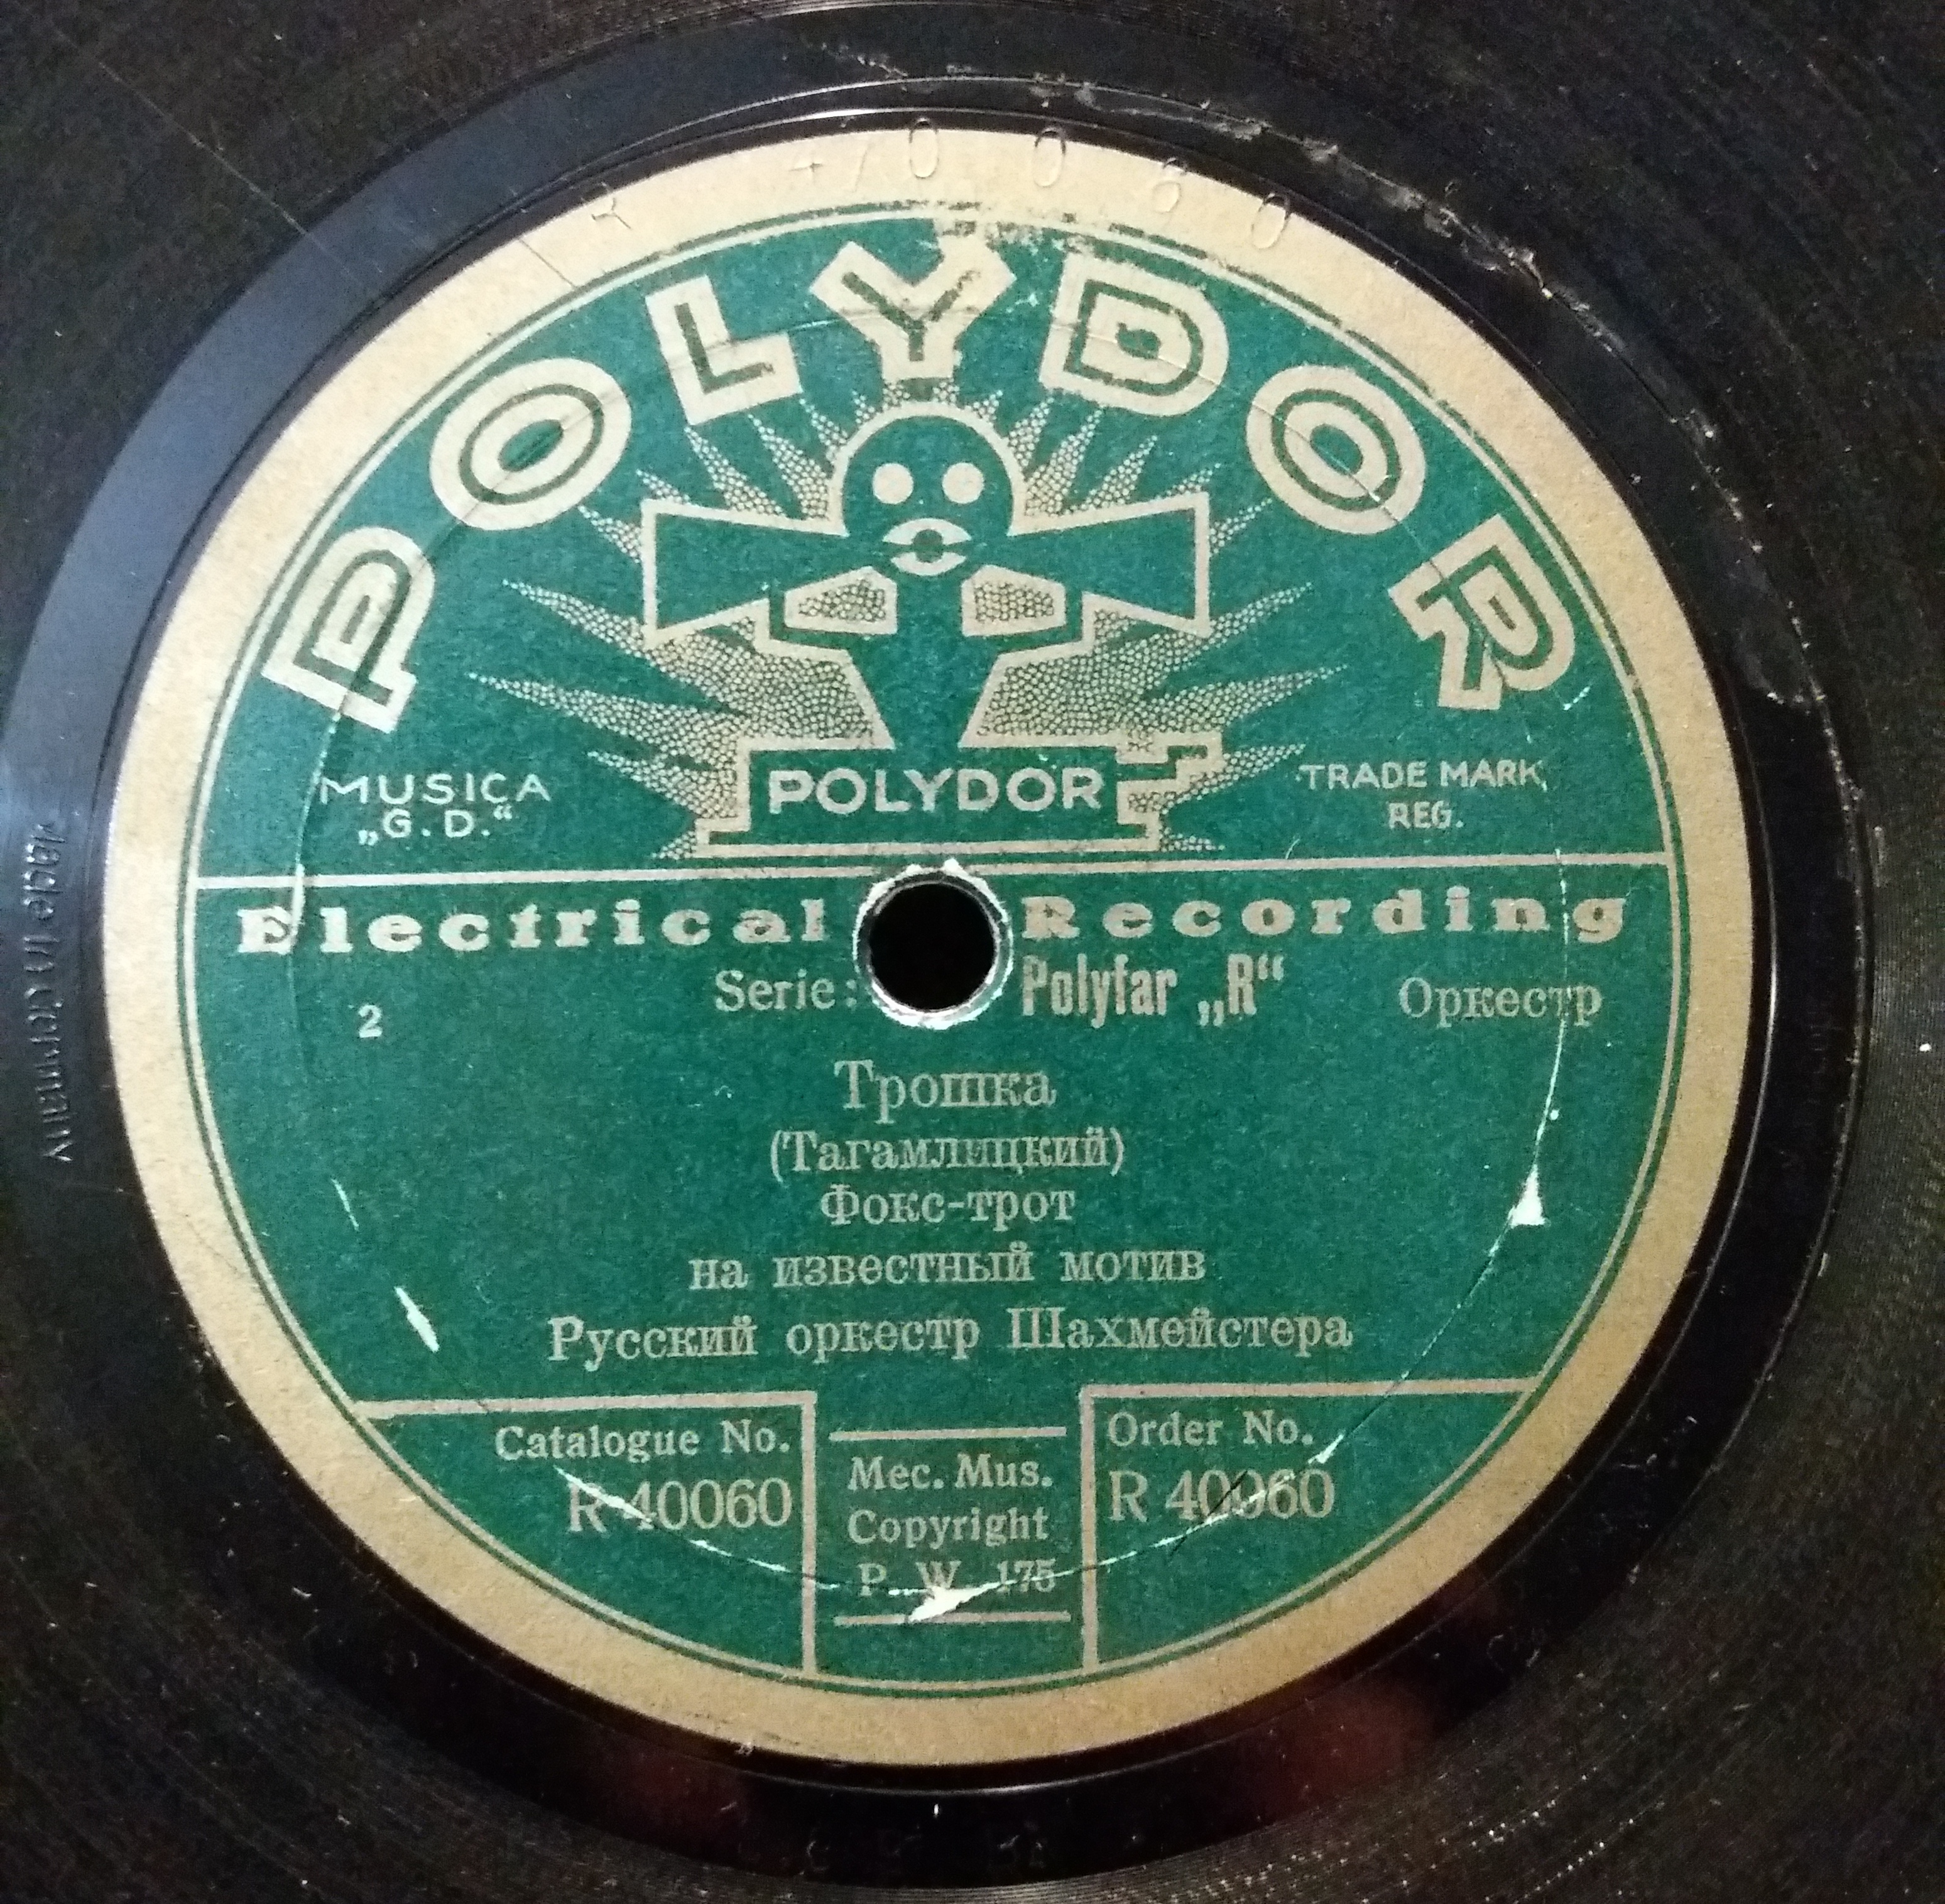 POLYDOR
POLYDOR
MUSICA
„G.D.“
TRADE MARK
REG.
Electrical Recording
Serie: Polyfar „R“
Оркестр
2
Трошка
(Тагамлицкий)
Фокс-трот
на известный мотив
Русский оркестр Шахмейстера
Catalogue No.
R 40060
Mec. Mus.
Copyright
P. W. 175
Order No.
R 40060
Made in Germany